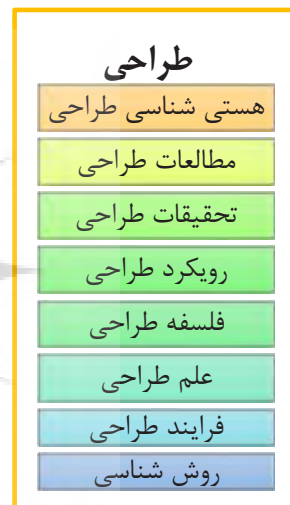 طراحی
هستی شناسی طراحی
مطالعات طراحی
تحقیقات طراحی
رویکرد طراحی
فلسفه طراحی
علم طراحی
فرایند طراحی
روش شناسی